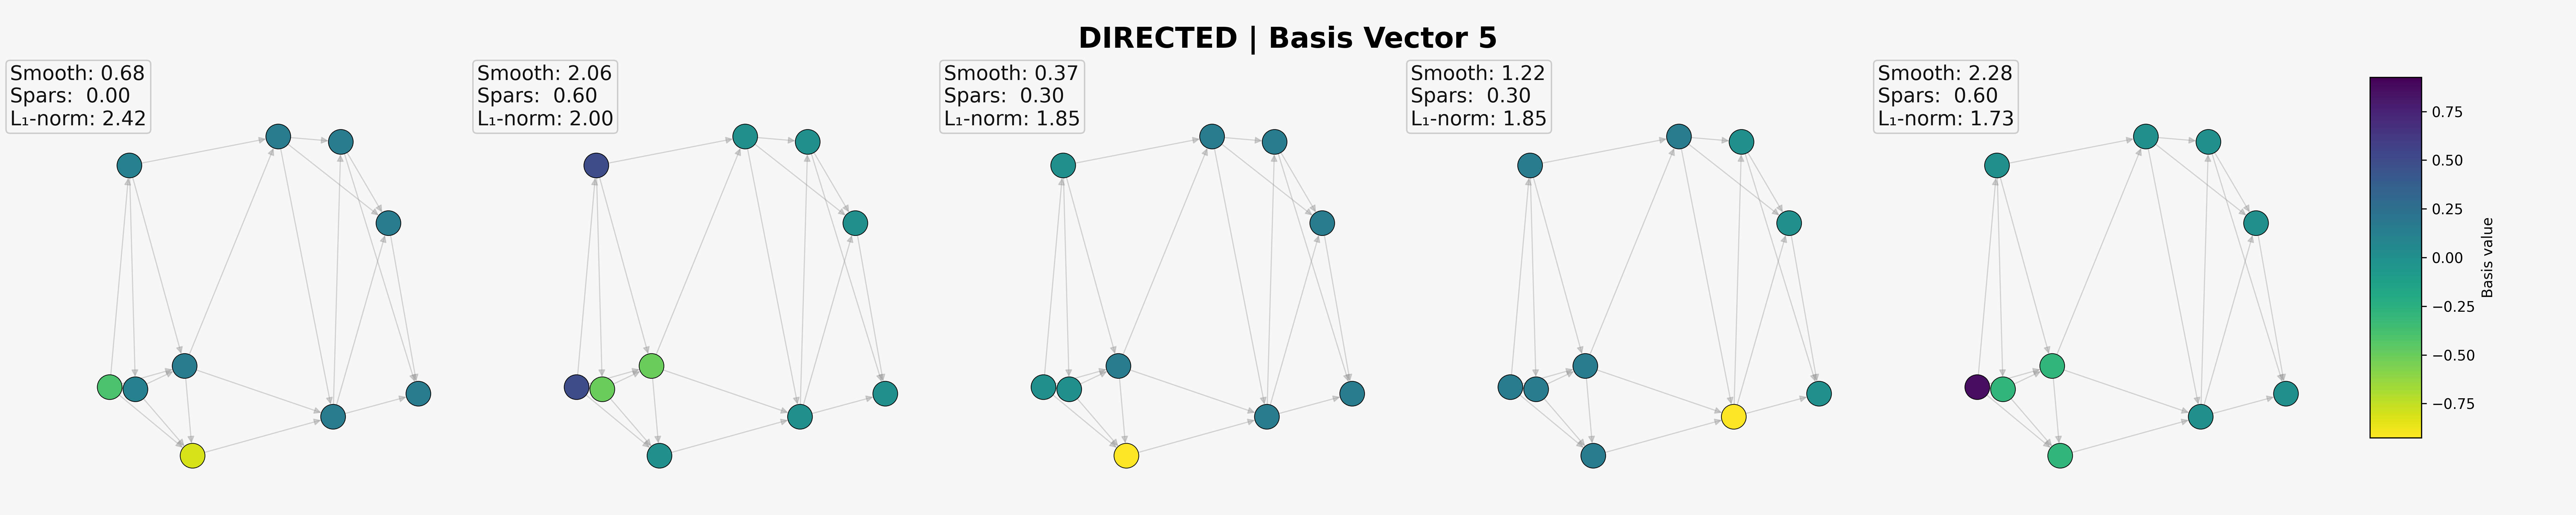 DIRECTED | Basis Vector 5
Smooth: 0.68
Spars:  0.00
L₁-norm: 2.42
Smooth: 2.06
Spars:  0.60
L₁-norm: 2.00
Smooth: 0.37
Spars:  0.30
L₁-norm: 1.85
Smooth: 1.22
Spars:  0.30
L₁-norm: 1.85
Smooth: 2.28
Spars:  0.60
L₁-norm: 1.73
0.75
0.50
0.25
0.00
−0.25
−0.50
−0.75
Basis value